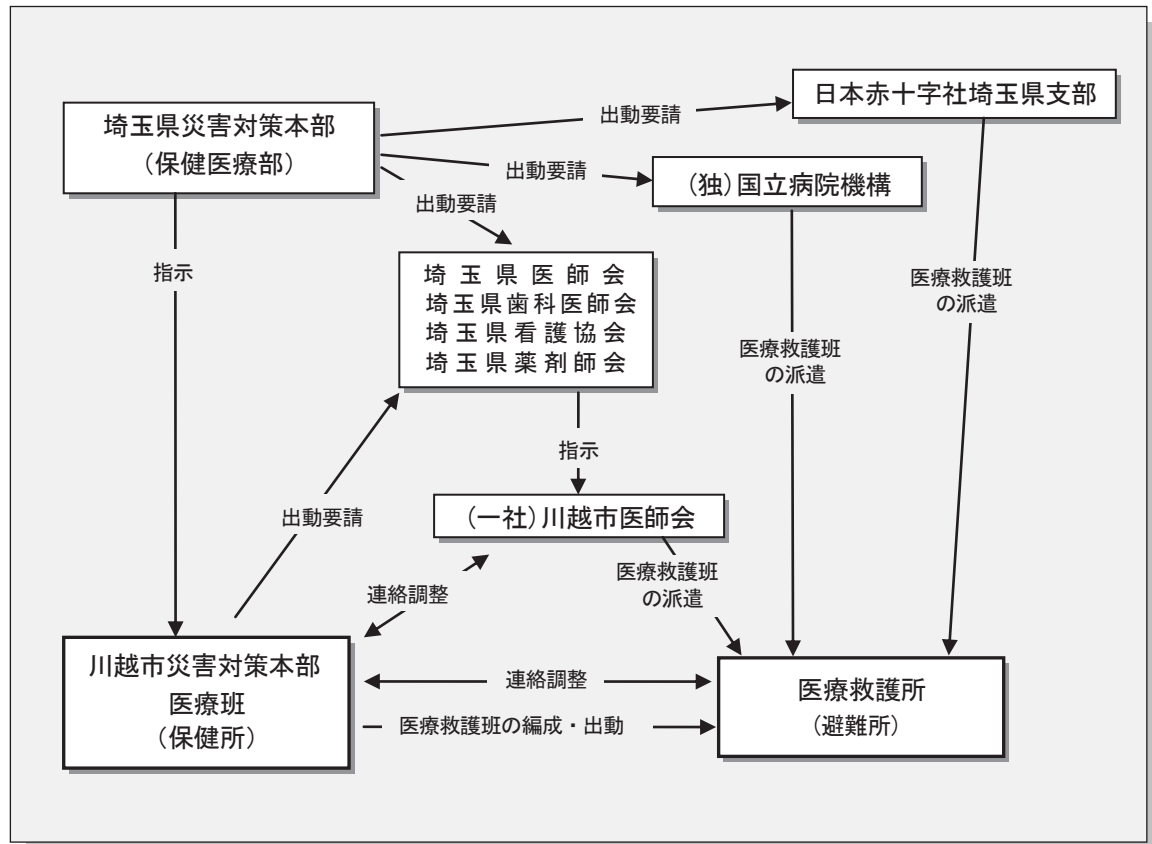 日本赤十字社埼玉県支部
埼玉県災害対策本部
（保健医療部）
出動要請
出動要請
（独）国立病院機構
出動要請
指示
埼玉県医師会
埼玉県歯科医師会
埼玉県看護協会
埼玉県薬剤師会
医療救護班
の派遣
医療救護班
の派遣
指示
出動要請
（一社）川越市医師会
医療救護班
の派遣
連絡調整
川越市災害対策本部
医療班
（保健所）
連絡調整
医療救護班の編成・出動
医療救護所
（避難所）